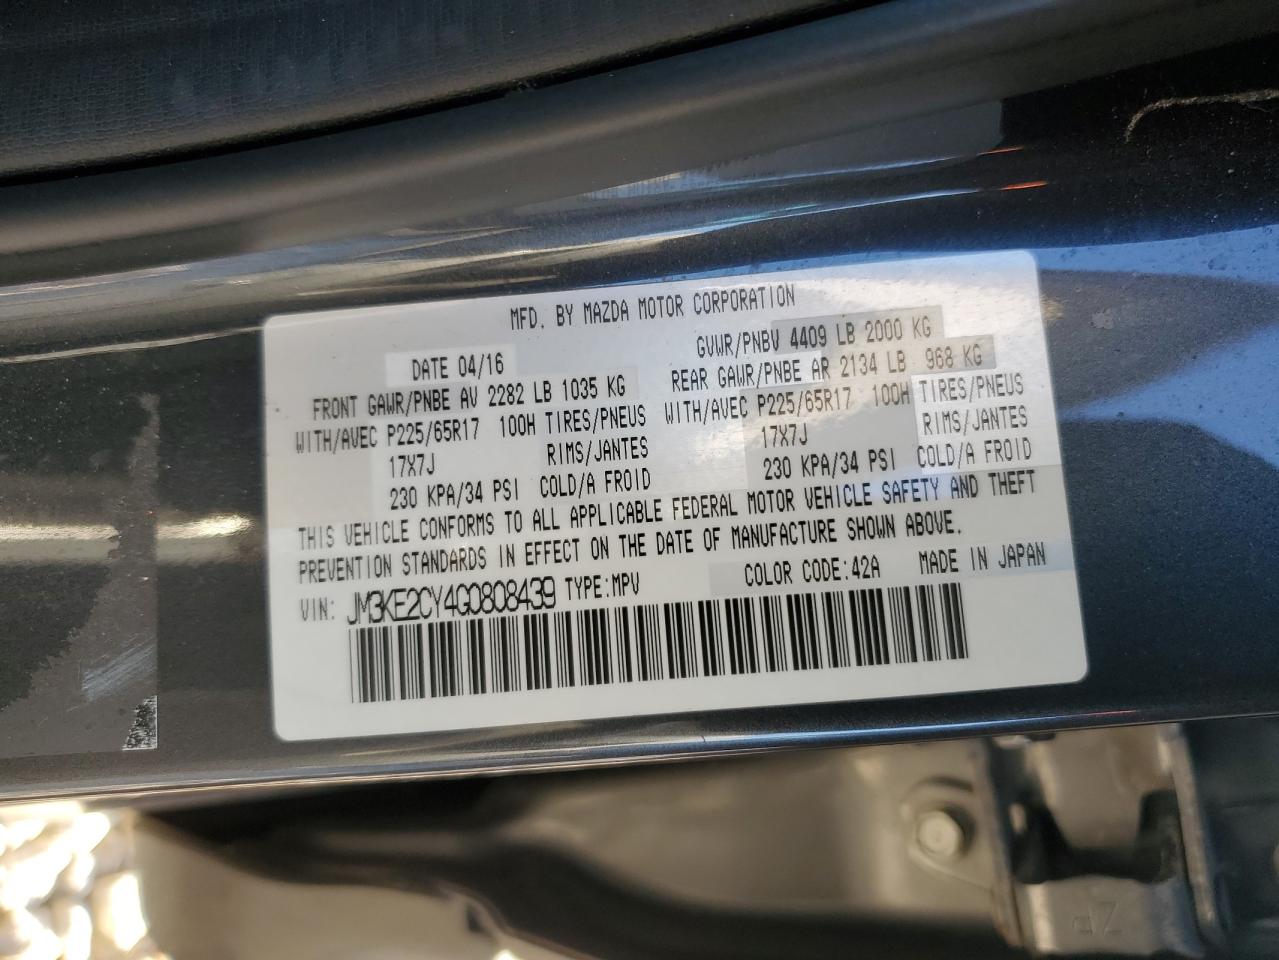 MFD. BY MAZDA MOTOR CORPORATION
DATE 04/16
GVWR/PNBV 4409 LB 2000 KG
FRONT GAWR/PNBE AV 2282 LB 1035 KG
REAR GAWR/PNBE AR 2134 LB 968 KG
WITH/AVEC P225/65R17 100H TIRES/PNEUS
WITH/AVEC P225/65R17 100H TIRES/PNEUS
17X7J RIMS/JANTES
17X7J RIMS/JANTES
230 KPA/34 PSI COLD/A FROID
230 KPA/34 PSI COLD/A FROID
THIS VEHICLE CONFORMS TO ALL APPLICABLE FEDERAL MOTOR VEHICLE SAFETY AND THEFT
PREVENTION STANDARDS IN EFFECT ON THE DATE OF MANUFACTURE SHOWN ABOVE.
VIN: JM3KE2CY4G0808439 TYPE:MPV COLOR CODE:42A MADE IN JAPAN